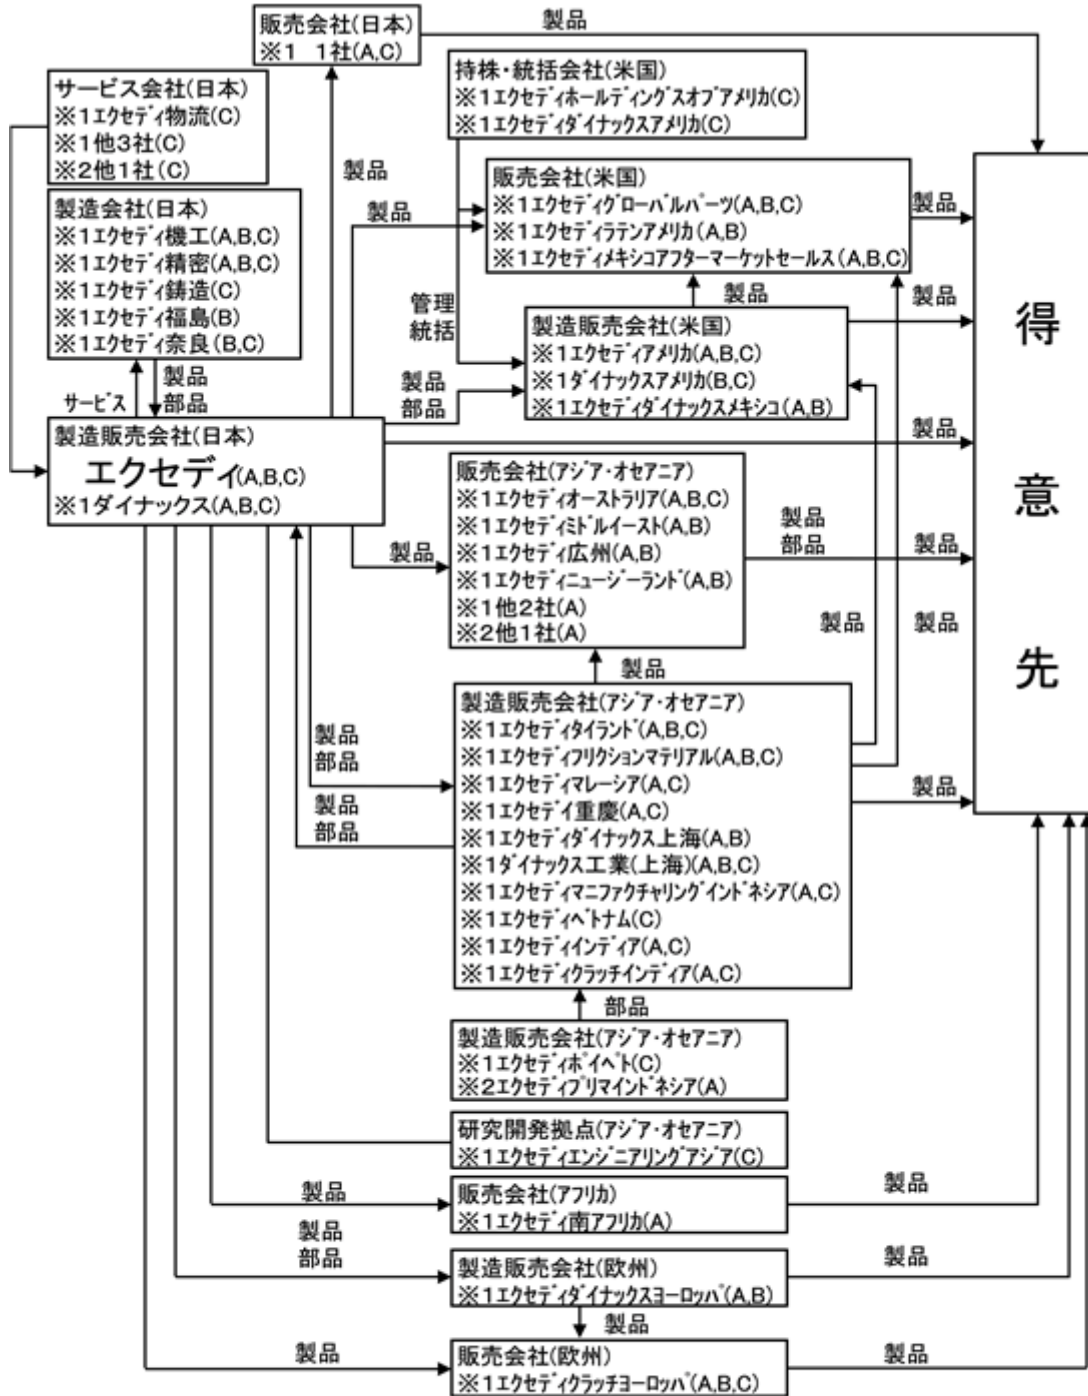 販売会社(日本)
※1 1社(A,C)
製品
持株・統括会社(米国)
※1ｴｸｾﾃﾞｨﾎｰﾙﾃﾞｨﾝｸﾞｽｵﾌﾞｱﾒﾘｶ(C)
※1ｴｸｾﾃﾞｨﾀﾞｲﾅｯｸｽｱﾒﾘｶ(C)
サービス会社(日本)
※1ｴｸｾﾃﾞｨ物流(C)
※1他3社(C)
※2他1社(C)
製品
販売会社(米国)
※1ｴｸｾﾃﾞｨｸﾞﾛｰﾊﾞﾙﾊﾟｰﾂ(A,B,C)
※1ｴｸｾﾃﾞｨﾗﾃﾝｱﾒﾘｶ(A,B)
※1ｴｸｾﾃﾞｨﾒｷｼｺｱﾌﾀｰﾏｰｹｯﾄｾｰﾙｽ(A,B,C)
製品
製品
製造会社(日本)
※1ｴｸｾﾃﾞｨ機工(A,B,C)
※1ｴｸｾﾃﾞｨ精密(A,B,C)
※1ｴｸｾﾃﾞｨ鋳造(C)
※1ｴｸｾﾃﾞｨ福島(B)
※1ｴｸｾﾃﾞｨ奈良(B,C)
管理
統括
製品
製品
製造販売会社(米国)
※1ｴｸｾﾃﾞｨｱﾒﾘｶ(A,B,C)
※1ﾀﾞｲﾅｯｸｽｱﾒﾘｶ(B,C)
※1ｴｸｾﾃﾞｨﾀﾞｲﾅｯｸｽﾒｷｼｺ(A,B)
得
意
先
サービス
製品
部品
製品
部品
製造販売会社(日本)
エクセディ(A,B,C)
※1ﾀﾞｲﾅｯｸｽ(A,B,C)
製品
販売会社(ｱｼﾞｱ･ｵｾｱﾆｱ)
※1ｴｸｾﾃﾞｨｵｰｽﾄﾗﾘｱ(A,B,C)
※1ｴｸｾﾃﾞｨﾐﾄﾞﾙｲｰｽﾄ(A,B)
※1ｴｸｾﾃﾞｨ広州(A,B)
※1ｴｸｾﾃﾞｨﾆｭｰｼﾞｰﾗﾝﾄﾞ(A,B)
※1他2社(A)
※2他1社(A)
製品
製品
部品
製品
製品
製品
製品
製造販売会社(ｱｼﾞｱ･ｵｾｱﾆｱ)
※1ｴｸｾﾃﾞｨﾀｲﾗﾝﾄﾞ(A,B,C)
※1ｴｸｾﾃﾞｨﾌﾘｸｼｮﾝﾏﾃﾘｱﾙ(A,B,C)
※1ｴｸｾﾃﾞｨﾏﾚｰｼｱ(A,C)
※1ｴｸｾﾃﾞｲ重慶(A,C)
※1ｴｸｾﾃﾞｨﾀﾞｲﾅｯｸｽ上海(A,B)
※1ﾀﾞｲﾅｯｸｽ工業(上海)(A,B,C)
※1ｴｸｾﾃﾞｨﾏﾆﾌｧｸﾁｬﾘﾝｸﾞｲﾝﾄﾞﾈｼｱ(A,C)
※1ｴｸｾﾃﾞｨﾍﾞﾄﾅﾑ(C)
※1ｴｸｾﾃﾞｨｲﾝﾃﾞｨｱ(A,C)
※1ｴｸｾﾃﾞｨｸﾗｯﾁｲﾝﾃﾞｨｱ(A,C)
製品
部品
製品
部品
製品
部品
製造販売会社(ｱｼﾞｱ･ｵｾｱﾆｱ)
※1ｴｸｾﾃﾞｨﾎﾟｲﾍﾟﾄ(C)
※2ｴｸｾﾃﾞｨﾌﾟﾘﾏｲﾝﾄﾞﾈｼｱ(A)
研究開発拠点(ｱｼﾞｱ･ｵｾｱﾆｱ)
※1ｴｸｾﾃﾞｨｴﾝｼﾞﾆｱﾘﾝｸﾞｱｼﾞｱ(C)
製品
販売会社(ｱﾌﾘｶ)
※1ｴｸｾﾃﾞｨ南ｱﾌﾘｶ(A)
製品
製品
部品
製造販売会社(欧州)
※1ｴｸｾﾃﾞｨﾀﾞｲﾅｯｸｽﾖｰﾛｯﾊﾟ(A,B)
製品
製品
製品
販売会社(欧州)
※1ｴｸｾﾃﾞｨｸﾗｯﾁﾖｰﾛｯﾊﾟ(A,B,C)
製品